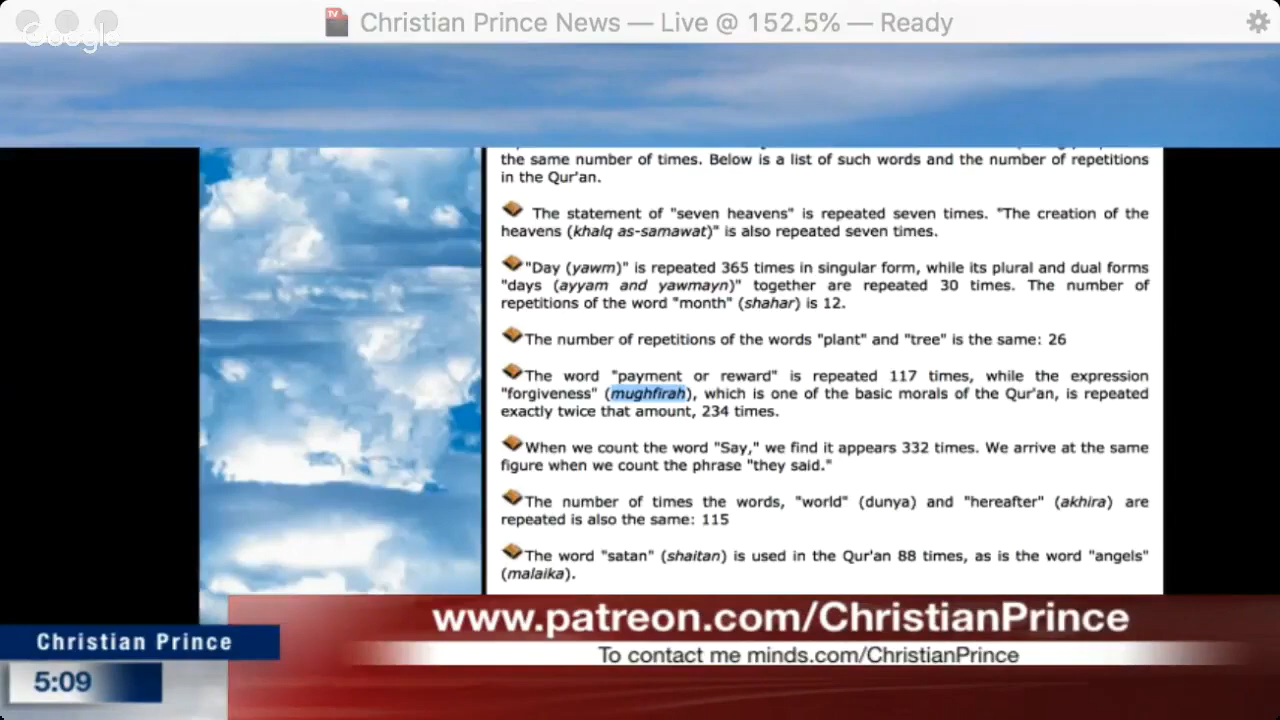 Christian Prince News — Live @ 152.5% — Ready
TV
Google
the same number of times. Below is a list of such words and the number of repetitions
in the Qur'an.
The statement of "seven heavens" is repeated seven times. "The creation of the
heavens (khalq as-samawat)" is also repeated seven times.
"Day (yawm)" is repeated 365 times in singular form, while its plural and dual forms
"days (ayyam and yawmayn)" together are repeated 30 times. The number of
repetitions of the word "month" (shahar) is 12.
The number of repetitions of the words "plant" and "tree" is the same: 26
The word "payment or reward" is repeated 117 times, while the expression
"forgiveness" (mughfirah), which is one of the basic morals of the Qur'an, is repeated
exactly twice that amount, 234 times.
When we count the word "Say," we find it appears 332 times. We arrive at the same
figure when we count the phrase "they said."
The number of times the words, "world" (dunya) and "hereafter" (akhira) are
repeated is also the same: 115
The word "satan" (shaitan) is used in the Qur'an 88 times, as is the word "angels"
(malaika).
www.patreon.com/ChristianPrince
Christian Prince
To contact me minds.com/ChristianPrince
5:09